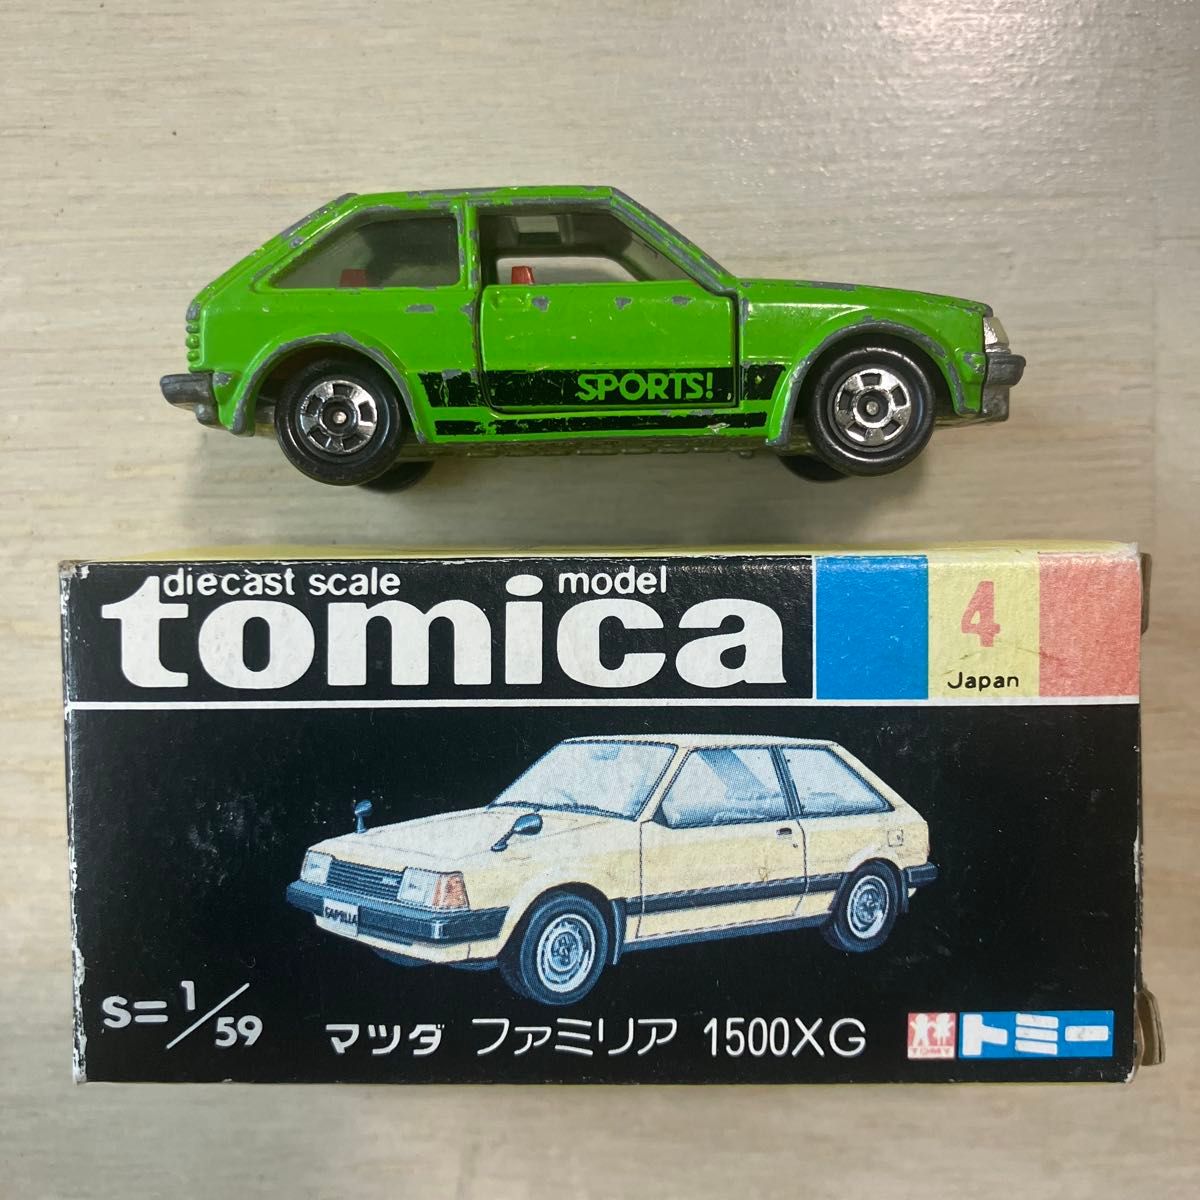 SPORTS!
diecast scale model
tomica
4
Japan
FAMILIA
S=1/59
マツダ ファミリア 1500XG
TOMY
トミー